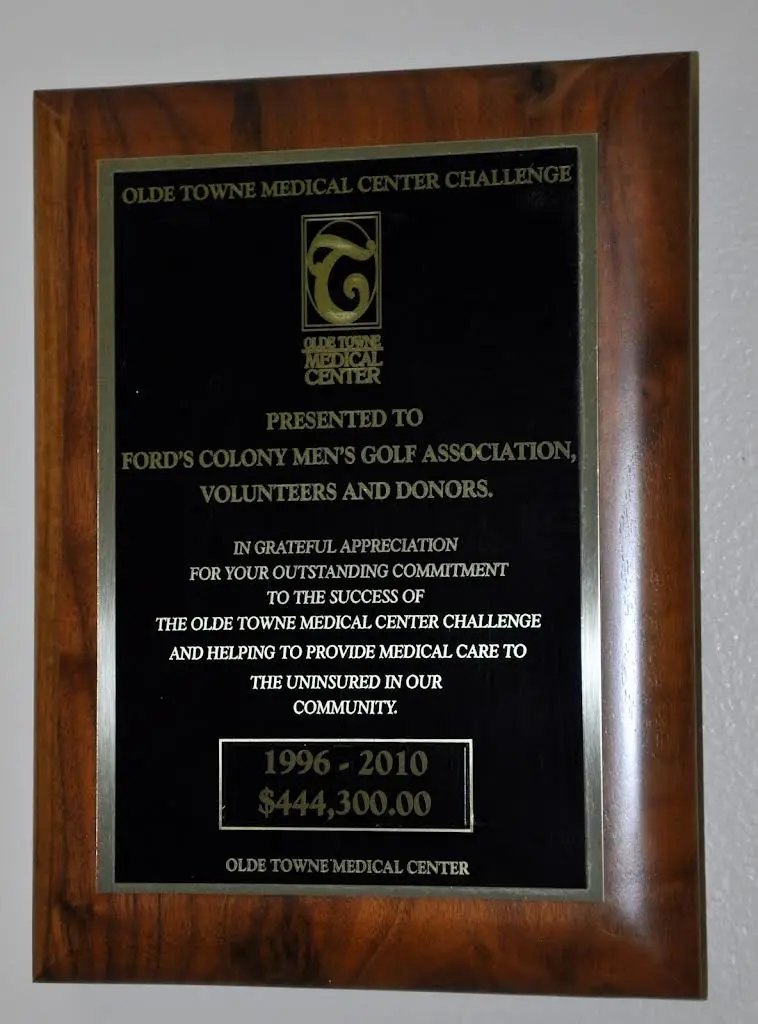 OLDE TOWNE MEDICAL CENTER CHALLENGE
T
OLDE TOWNE
MEDICAL
CENTER
PRESENTED TO
FORD'S COLONY MEN'S GOLF ASSOCIATION,
VOLUNTEERS AND DONORS.
IN GRATEFUL APPRECIATION
FOR YOUR OUTSTANDING COMMITMENT
TO THE SUCCESS OF
THE OLDE TOWNE MEDICAL CENTER CHALLENGE
AND HELPING TO PROVIDE MEDICAL CARE TO
THE UNINSURED IN OUR
COMMUNITY.
1996 - 2010
$444,300.00
OLDE TOWNE MEDICAL CENTER